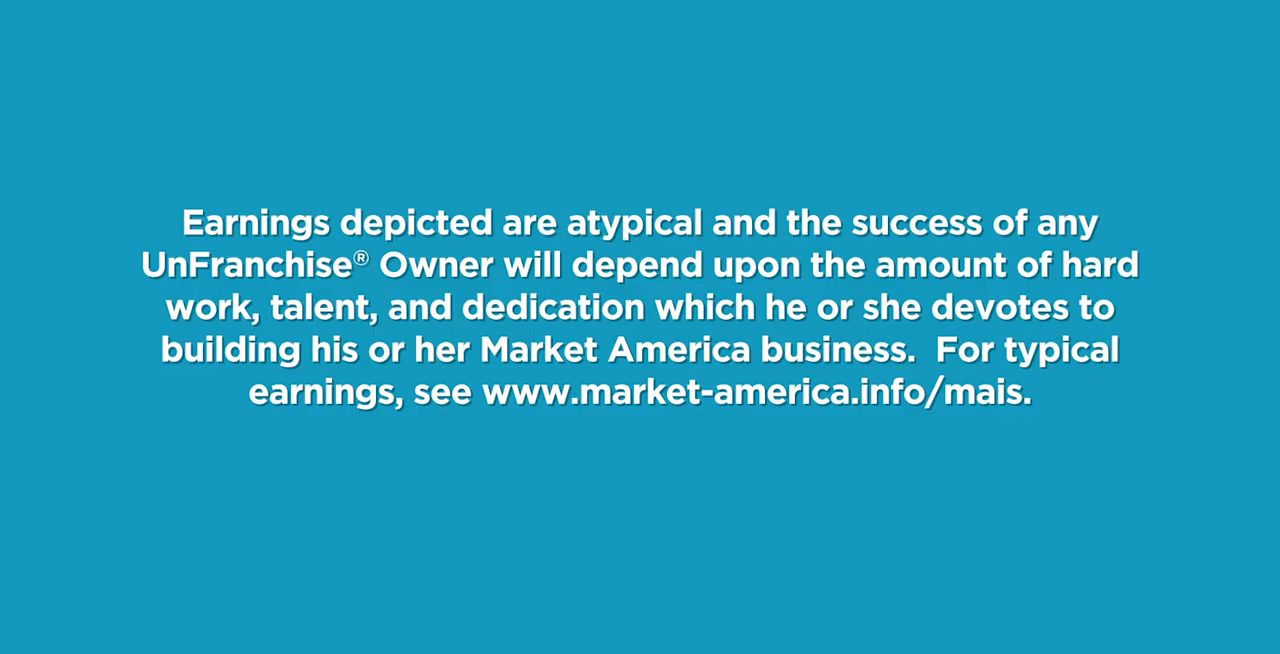 Earnings depicted are atypical and the success of any
UnFranchise® Owner will depend upon the amount of hard
work, talent, and dedication which he or she devotes to
building his or her Market America business.  For typical
earnings, see www.market-america.info/mais.